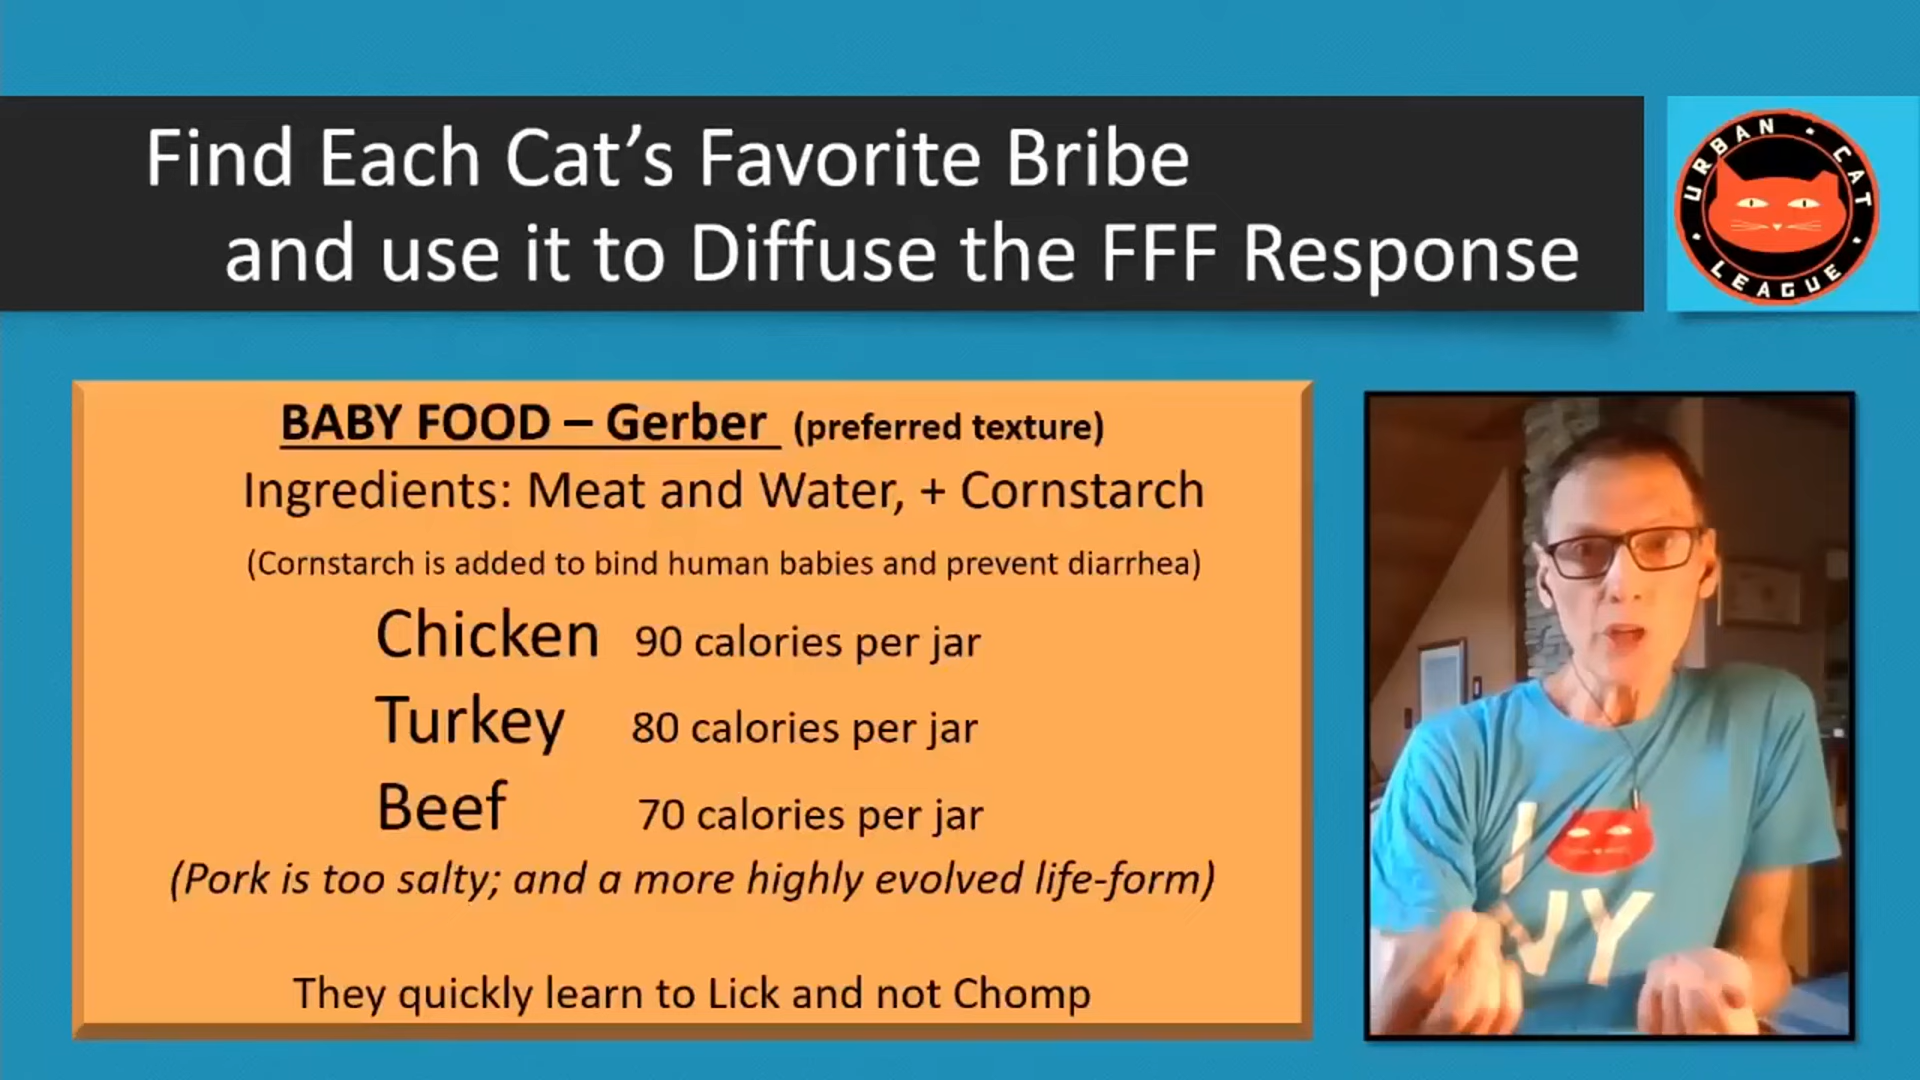 Find Each Cat’s Favorite Bribe
and use it to Diffuse the FFF Response
URBAN • CAT • LEAGUE •
BABY FOOD – Gerber (preferred texture)
Ingredients: Meat and Water, + Cornstarch
(Cornstarch is added to bind human babies and prevent diarrhea)
Chicken 90 calories per jar
Turkey 80 calories per jar
Beef 70 calories per jar
(Pork is too salty; and a more highly evolved life-form)
They quickly learn to Lick and not Chomp
I
NY